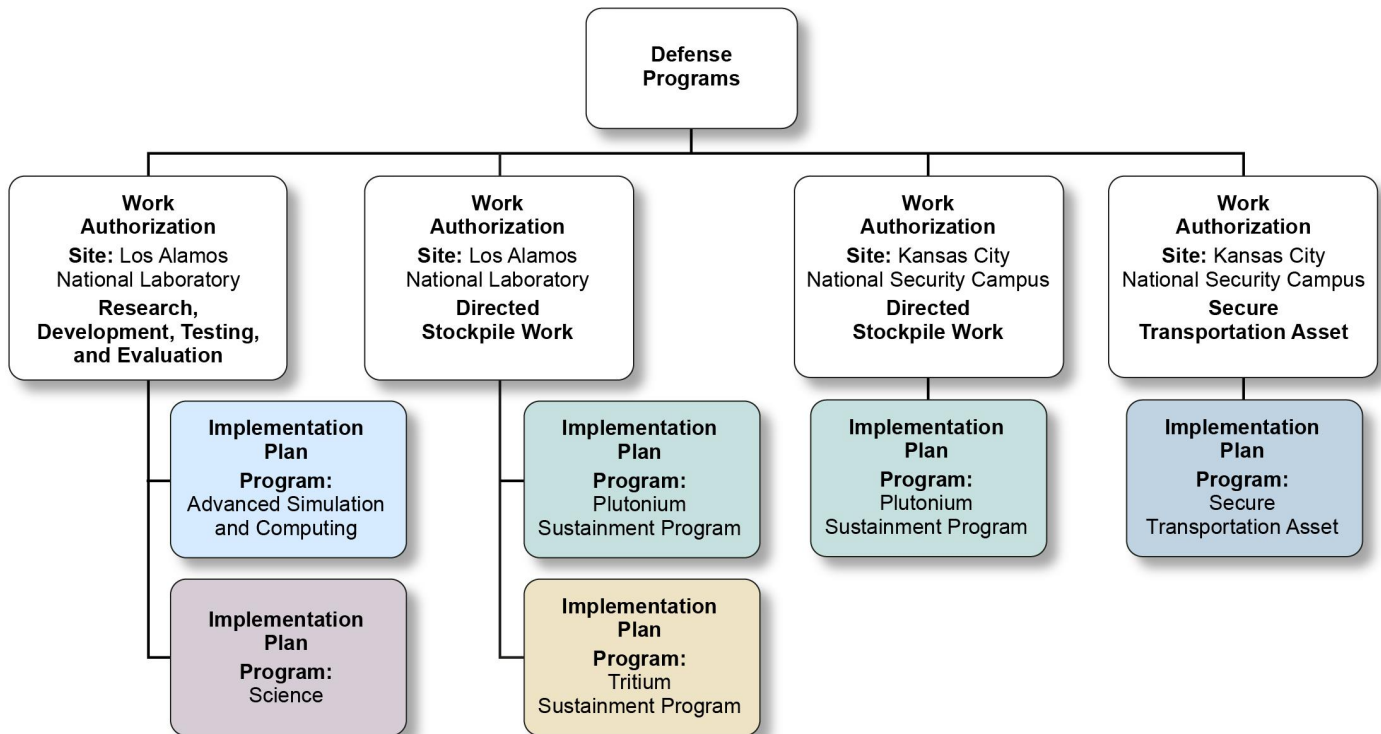 Defense
Programs
Work
Authorization
Site: Los Alamos
National Laboratory
Research,
Development, Testing,
and Evaluation
Work
Authorization
Site: Los Alamos
National Laboratory
Directed
Stockpile Work
Work
Authorization
Site: Kansas City
National Security Campus
Directed
Stockpile Work
Work
Authorization
Site: Kansas City
National Security Campus
Secure
Transportation Asset
Implementation
Plan
Program:
Advanced Simulation
and Computing
Implementation
Plan
Program:
Plutonium
Sustainment Program
Implementation
Plan
Program:
Plutonium
Sustainment Program
Implementation
Plan
Program:
Secure
Transportation Asset
Implementation
Plan
Program:
Science
Implementation
Plan
Program:
Tritium
Sustainment Program